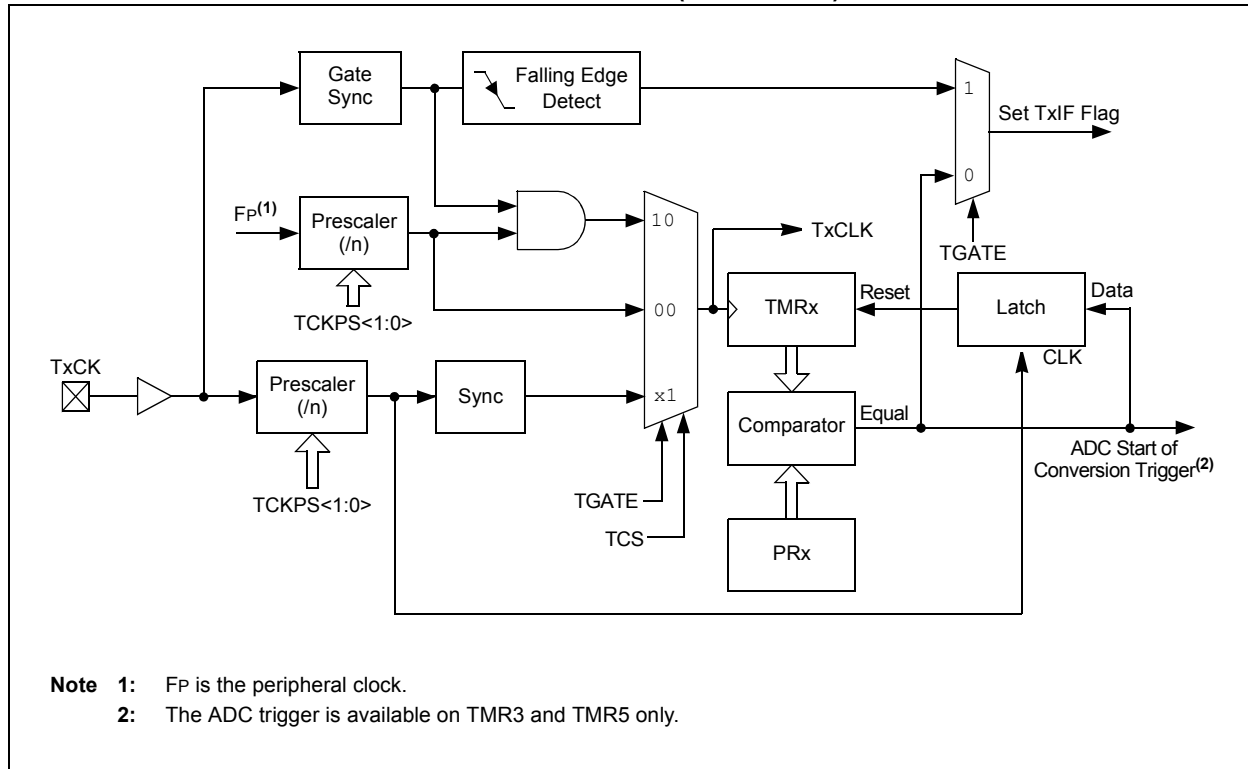 Gate
Sync
Falling Edge
Detect
1
Set TxIF Flag
0
FP(1)
Prescaler
(/n)
10
TxCLK
TGATE
TCKPS<1:0>
00
TMRx
Reset
Latch
Data
CLK
TxCK
Prescaler
(/n)
Sync
x1
Comparator
Equal
ADC Start of
Conversion Trigger(2)
TCKPS<1:0>
TGATE
TCS
PRx
Note 1: FP is the peripheral clock.
2: The ADC trigger is available on TMR3 and TMR5 only.